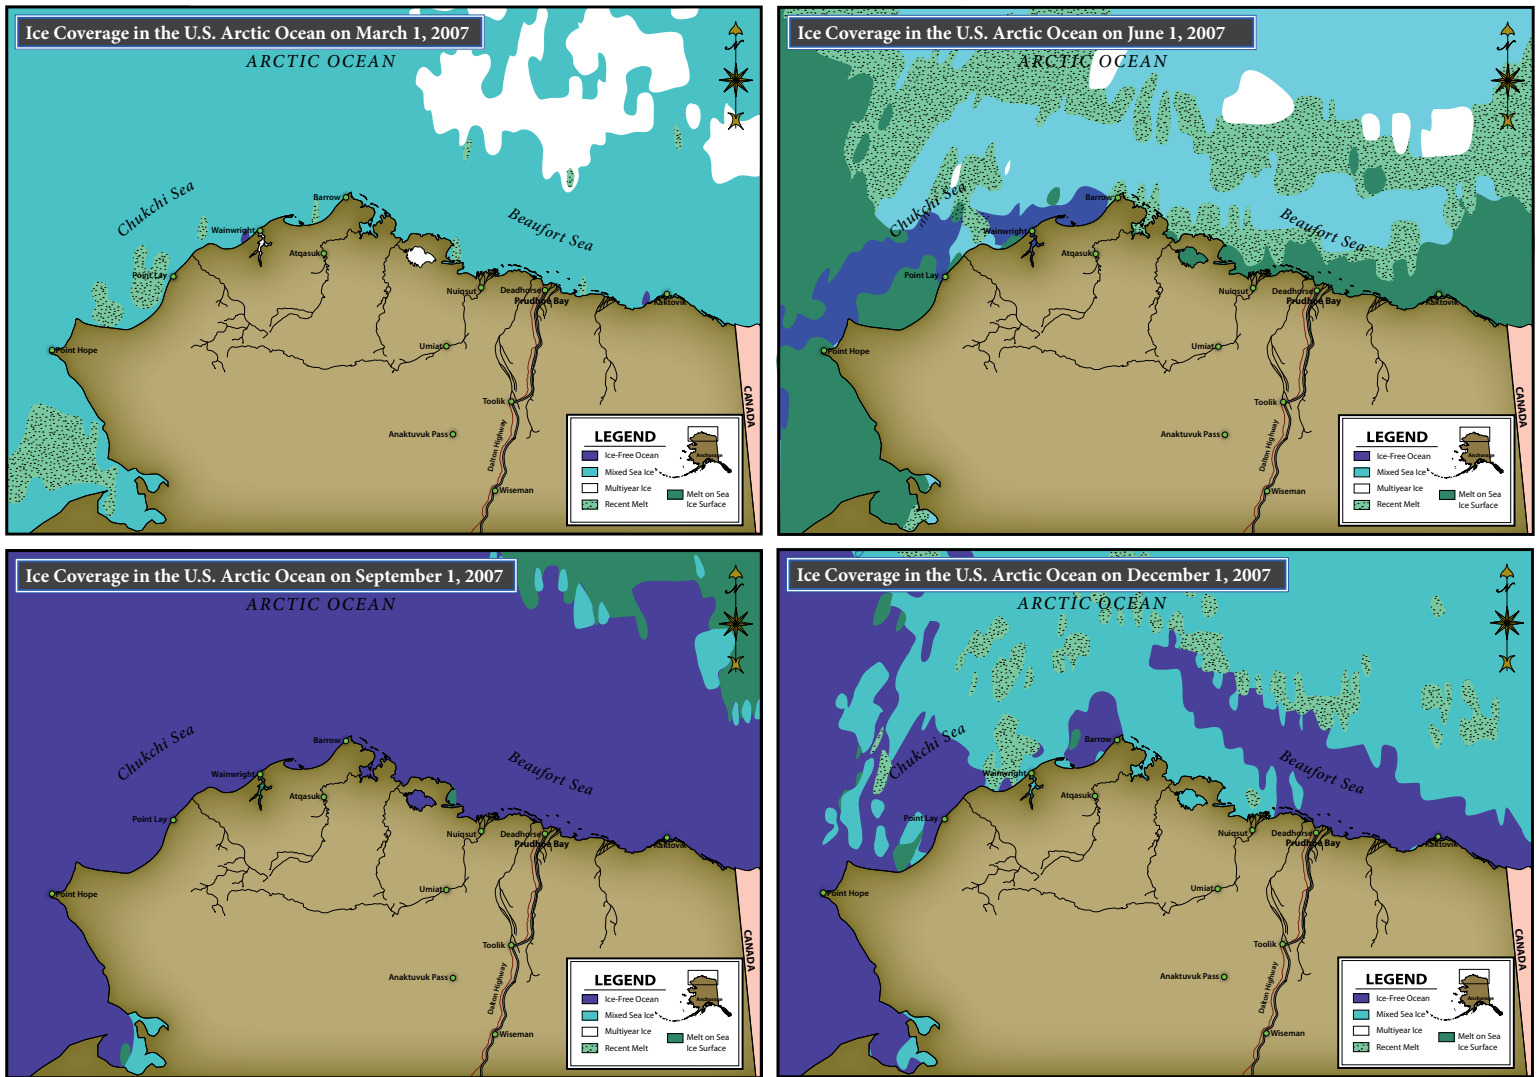 Ice Coverage in the U.S. Arctic Ocean on March 1, 2007
ARCTIC OCEAN
N
Chukchi Sea
Beaufort Sea
Barrow
Wainwright
Atqasuk
Point Lay
Nuiqsut
Deadhorse
Prudhoe Bay
Kaktovik
Point Hope
Umiat
Toolik
CANADA
Anaktuvuk Pass
Dalton Highway
Wiseman
LEGEND
Ice-Free Ocean
Mixed Sea Ice
Multiyear Ice
Recent Melt
Melt on Sea
Ice Surface
Anchorage
Ice Coverage in the U.S. Arctic Ocean on June 1, 2007
ARCTIC OCEAN
N
Chukchi Sea
Beaufort Sea
Barrow
Wainwright
Atqasuk
Point Lay
Nuiqsut
Deadhorse
Prudhoe Bay
Kaktovik
Point Hope
Umiat
Toolik
CANADA
Anaktuvuk Pass
Dalton Highway
Wiseman
LEGEND
Ice-Free Ocean
Mixed Sea Ice
Multiyear Ice
Recent Melt
Melt on Sea
Ice Surface
Anchorage
Ice Coverage in the U.S. Arctic Ocean on September 1, 2007
ARCTIC OCEAN
N
Chukchi Sea
Beaufort Sea
Barrow
Wainwright
Atqasuk
Point Lay
Nuiqsut
Deadhorse
Prudhoe Bay
Kaktovik
Point Hope
Umiat
Toolik
CANADA
Anaktuvuk Pass
Dalton Highway
Wiseman
LEGEND
Ice-Free Ocean
Mixed Sea Ice
Multiyear Ice
Recent Melt
Melt on Sea
Ice Surface
Anchorage
Ice Coverage in the U.S. Arctic Ocean on December 1, 2007
ARCTIC OCEAN
N
Chukchi Sea
Beaufort Sea
Barrow
Wainwright
Atqasuk
Point Lay
Nuiqsut
Deadhorse
Prudhoe Bay
Kaktovik
Point Hope
Umiat
Toolik
CANADA
Anaktuvuk Pass
Dalton Highway
Wiseman
LEGEND
Ice-Free Ocean
Mixed Sea Ice
Multiyear Ice
Recent Melt
Melt on Sea
Ice Surface
Anchorage